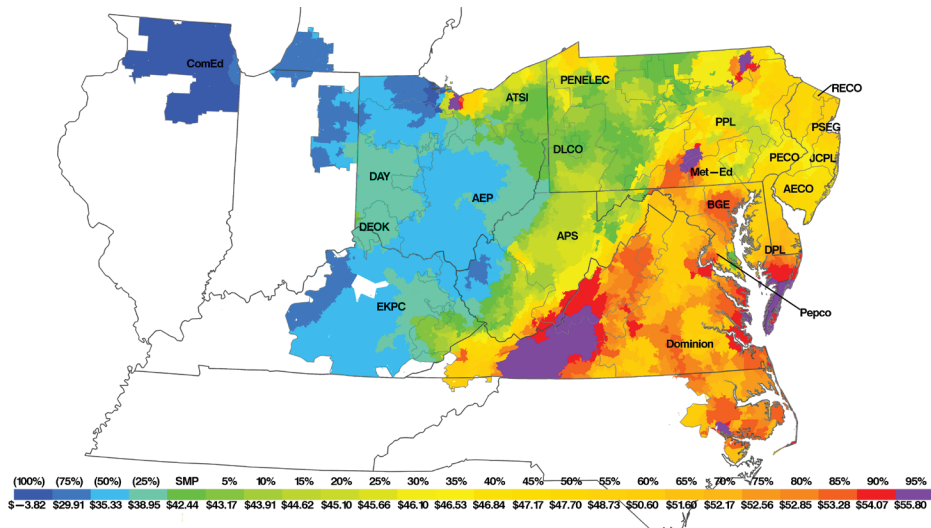 ComEd
RECO
PENELEC
ATSI
PPL
PSEG
DLCO
PECO
JCPL
Met–Ed
DAY
AECO
AEP
BGE
DEOK
APS
DPL
EKPC
Pepco
Dominion
(100%) (75%) (50%) (25%) SMP 5% 10% 15% 20% 25% 30% 35% 40% 45% 50% 60% 65% 70% 75% 80% 85% 90% 95%
$–3.82 $29.91 $35.33 $38.95 $42.44 $43.17 $43.91 $44.62 $45.10 $45.66 $46.10 $46.53 $46.84 $47.17 $47.70 $48.73 $50.60 $51.60 $52.17 $52.56 $52.85 $53.28 $54.07 $55.80